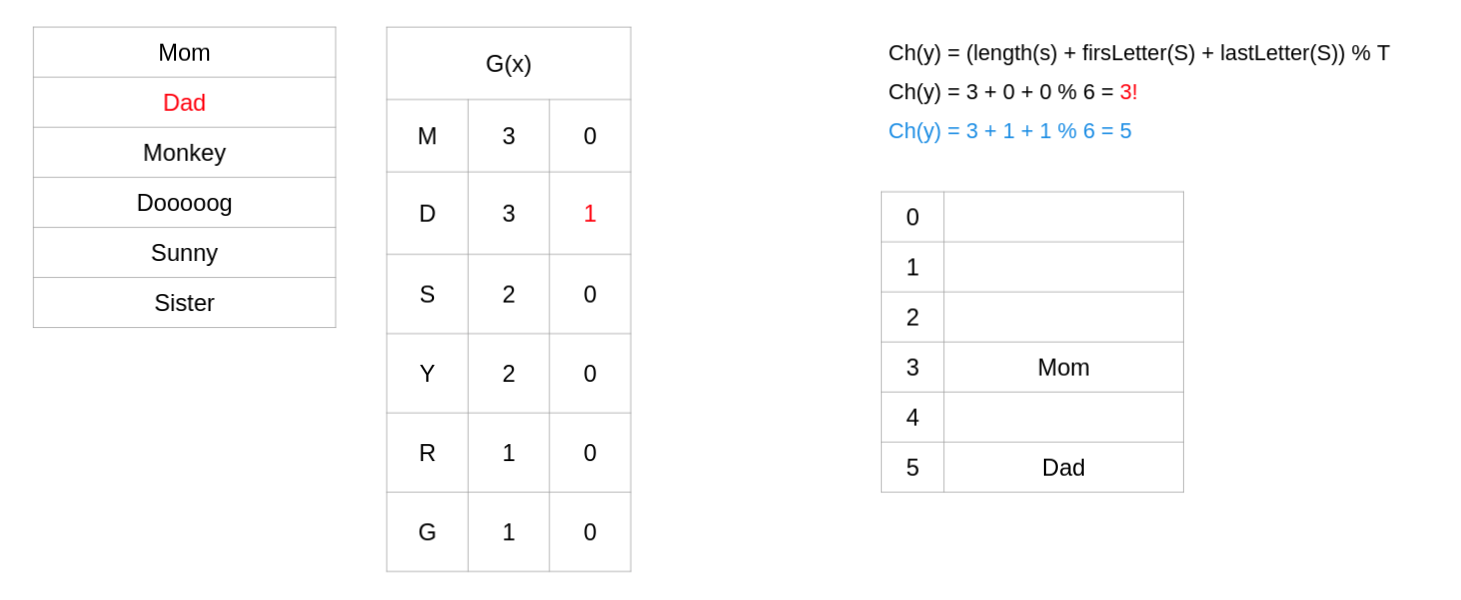 Mom
Dad
Monkey
Dooooog
Sunny
Sister
G(x)
M 3 0
D 3 1
S 2 0
Y 2 0
R 1 0
G 1 0
Ch(y) = (length(s) + firsLetter(S) + lastLetter(S)) % T
Ch(y) = 3 + 0 + 0 % 6 = 3!
Ch(y) = 3 + 1 + 1 % 6 = 5
0
1
2
3 Mom
4
5 Dad